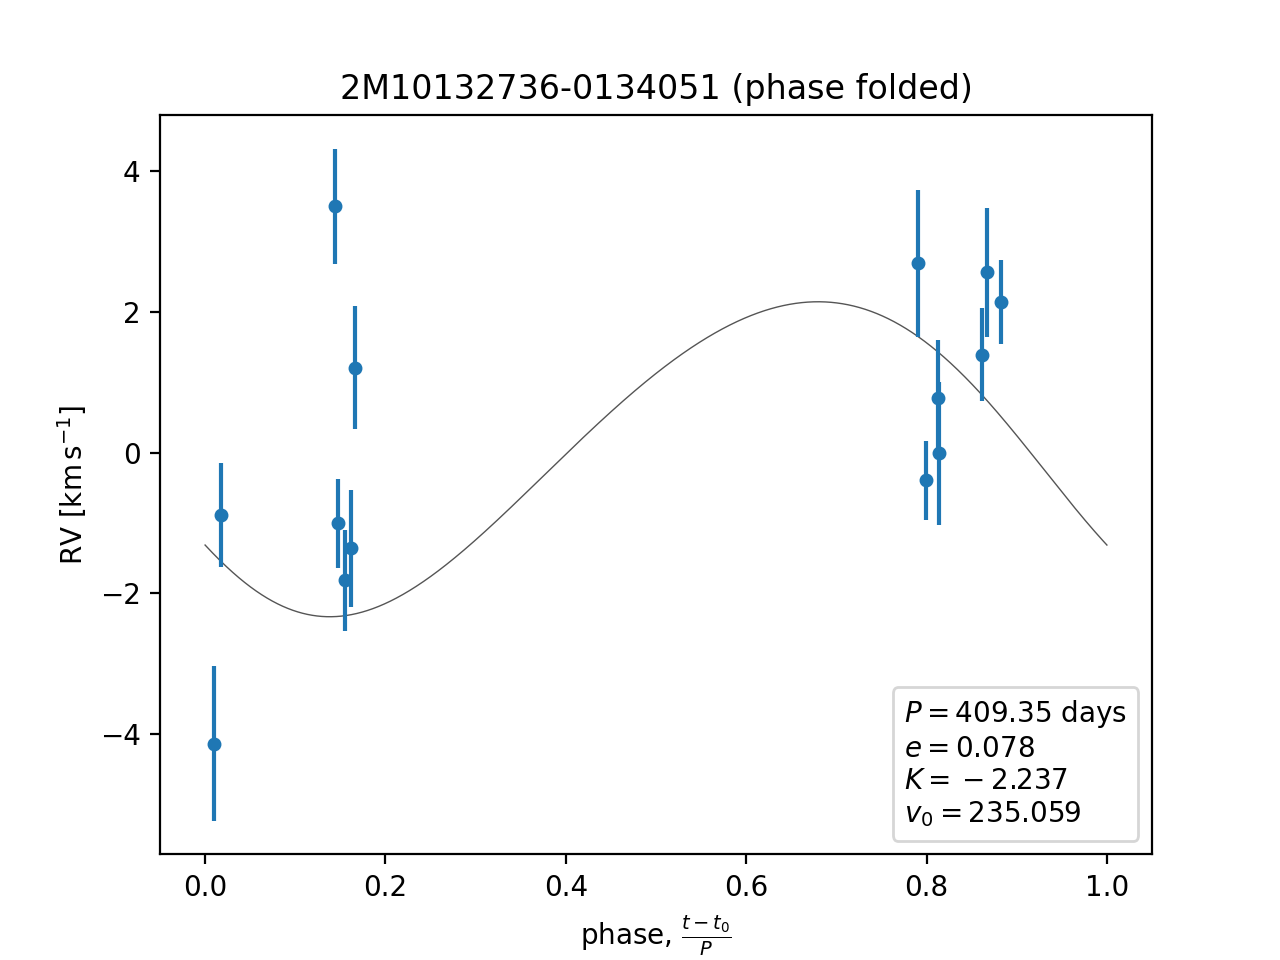 2M10132736-0134051 (phase folded)
RV [km s⁻¹]
4
2
0
−2
−4
0.0 0.2 0.4 0.6 0.8 1.0
phase, (t − t₀)/P
P = 409.35 days
e = 0.078
K = −2.237
v₀ = 235.059